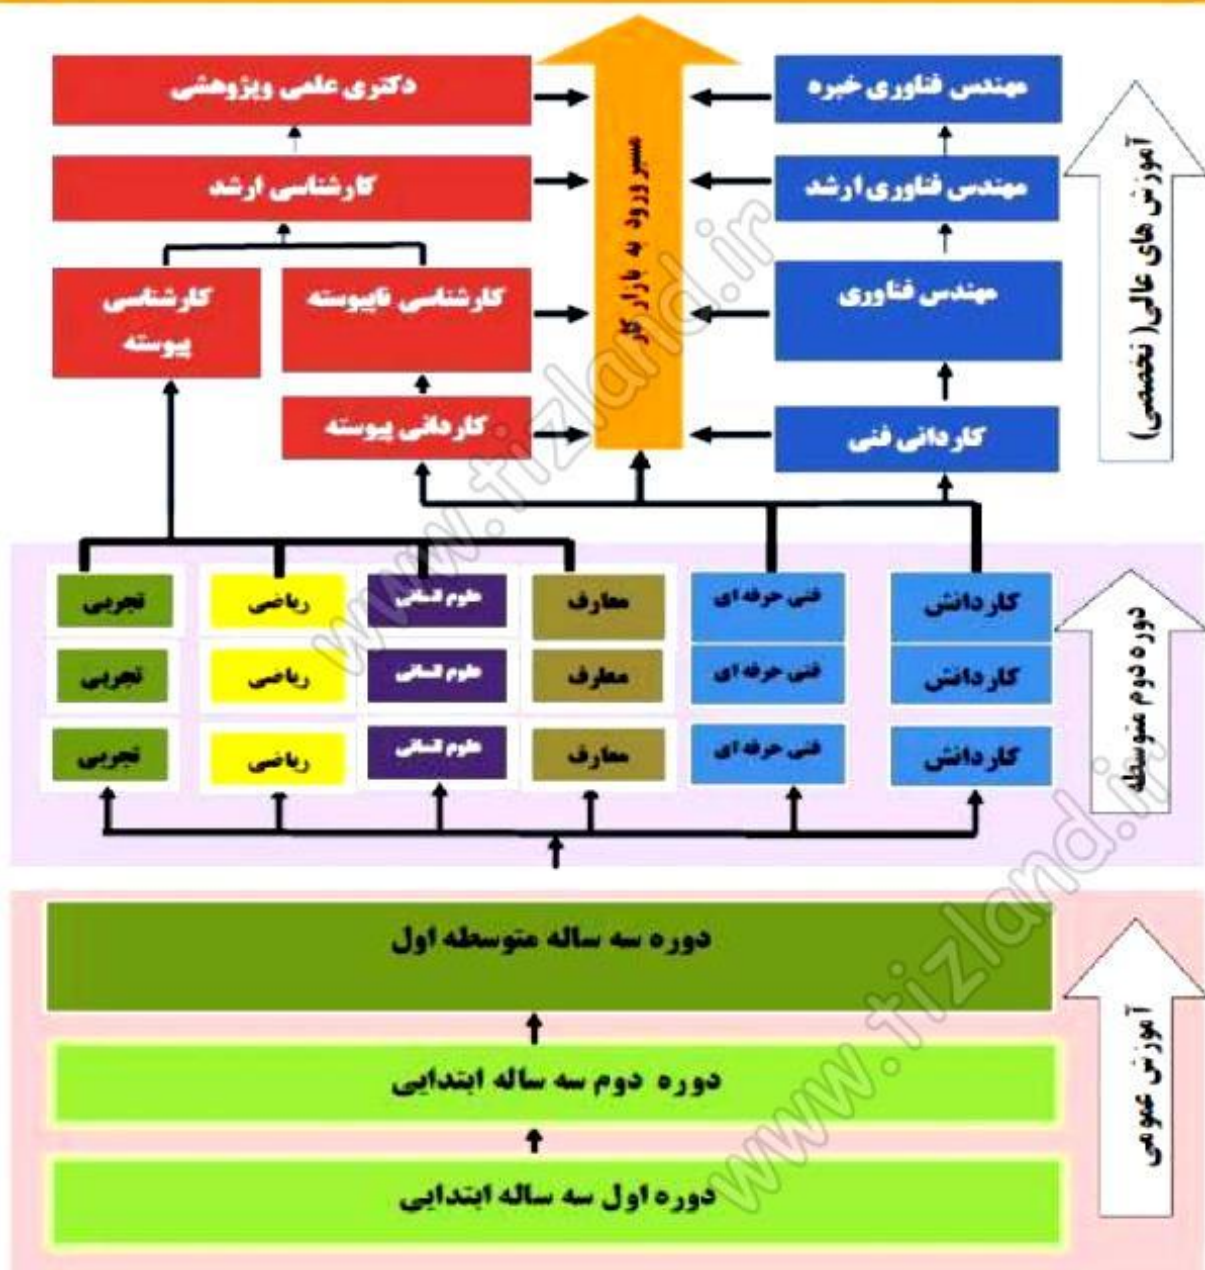 مهندس فناوری خبره
دکتری علمی وپژوهشی
مهندس فناوری ارشد
کارشناسی ارشد
مسیر ورود به بازار کار
آموزش های عالی( تخصصی)
مهندس فناوری
کارشناسی ناپیوسته
کارشناسی
پیوسته
کاردانی فنی
کاردانی پیوسته
کاردانش
فنی حرفه ای
معارف
علوم انسانی
ریاضی
تجربی
کاردانش
فنی حرفه ای
معارف
علوم انسانی
ریاضی
تجربی
کاردانش
فنی حرفه ای
معارف
علوم انسانی
ریاضی
تجربی
دوره دوم متوسطه
دوره سه ساله متوسطه اول
دوره دوم سه ساله ابتدایی
دوره اول سه ساله ابتدایی
آموزش عمومی
www.tizland.ir
www.tizland.ir